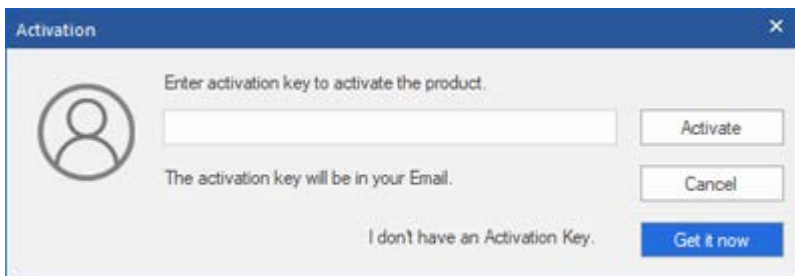 Activation
Enter activation key to activate the product.
Activate
The activation key will be in your Email.
Cancel
I don't have an Activation Key.
Get it now